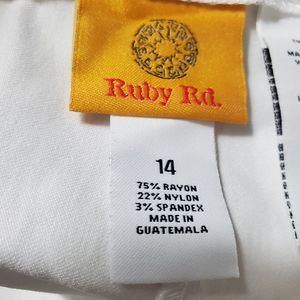 Ruby Rd.
14
75% RAYON
22% NYLON
3% SPANDEX
MADE IN
GUATEMALA